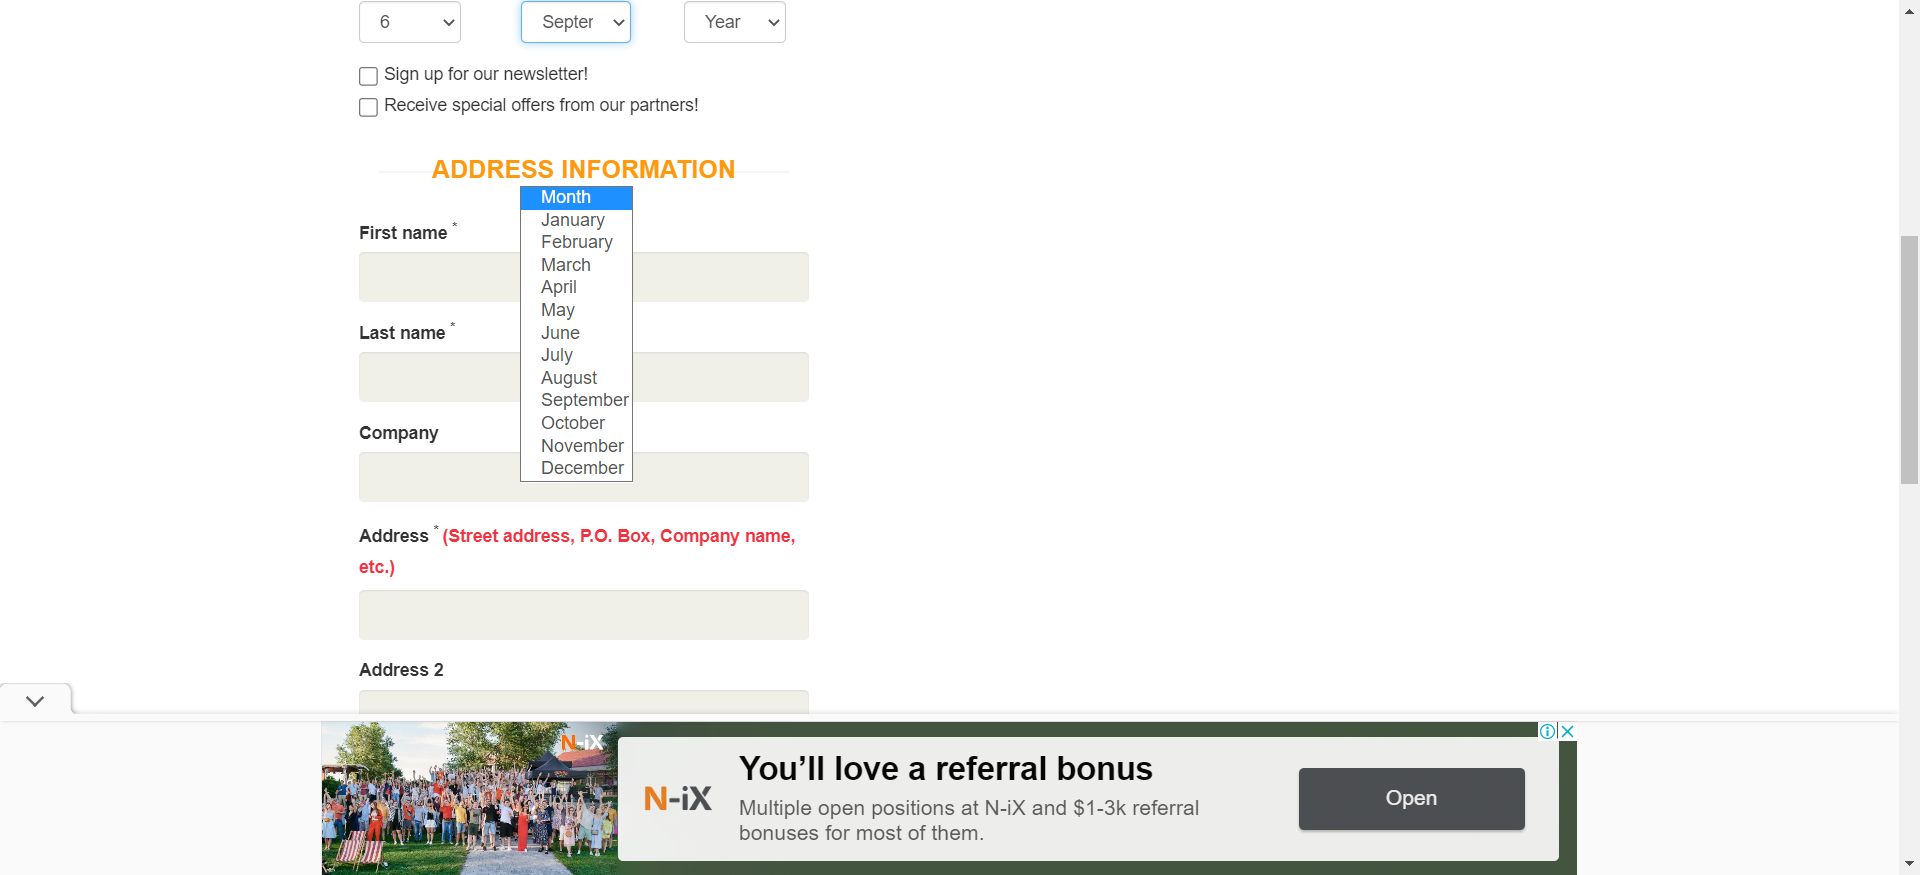 6 Septer Year
Sign up for our newsletter!
Receive special offers from our partners!
ADDRESS INFORMATION
Month
January
February
March
April
May
June
July
August
September
October
November
December
First name *
Last name *
Company
Address * (Street address, P.O. Box, Company name,
etc.)
Address 2
N-iX
N-iX
You’ll love a referral bonus
Multiple open positions at N-iX and $1-3k referral
bonuses for most of them.
Open